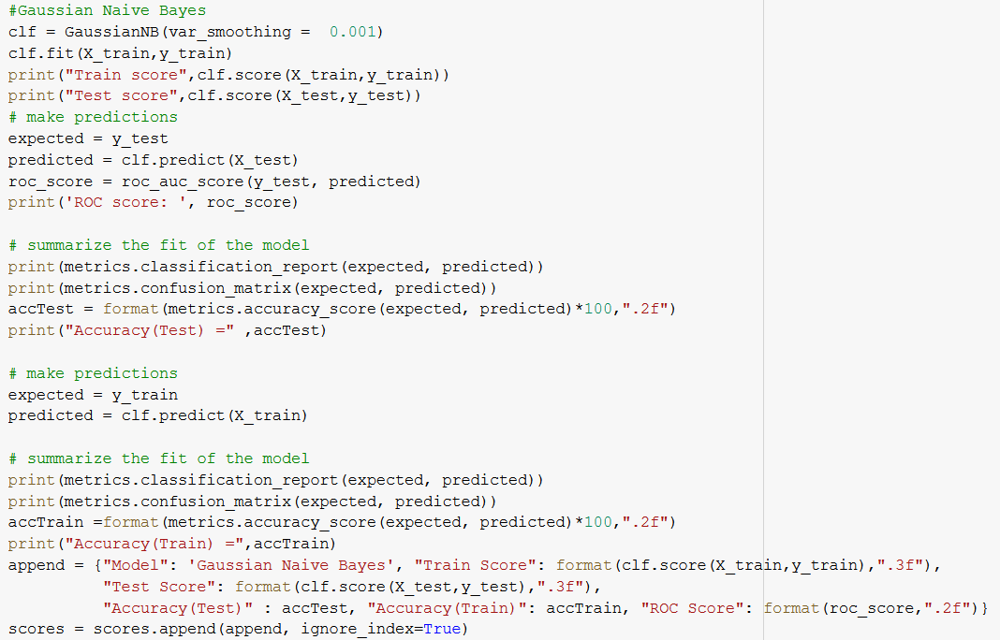 #Gaussian Naive Bayes
clf = GaussianNB(var_smoothing =  0.001)
clf.fit(X_train,y_train)
print("Train score",clf.score(X_train,y_train))
print("Test score",clf.score(X_test,y_test))
# make predictions
expected = y_test
predicted = clf.predict(X_test)
roc_score = roc_auc_score(y_test, predicted)
print('ROC score: ', roc_score)

# summarize the fit of the model
print(metrics.classification_report(expected, predicted))
print(metrics.confusion_matrix(expected, predicted))
accTest = format(metrics.accuracy_score(expected, predicted)*100,".2f")
print("Accuracy(Test) =" ,accTest)

# make predictions
expected = y_train
predicted = clf.predict(X_train)

# summarize the fit of the model
print(metrics.classification_report(expected, predicted))
print(metrics.confusion_matrix(expected, predicted))
accTrain =format(metrics.accuracy_score(expected, predicted)*100,".2f")
print("Accuracy(Train) =",accTrain)
append = {"Model": 'Gaussian Naive Bayes', "Train Score": format(clf.score(X_train,y_train),".3f"),
          "Test Score": format(clf.score(X_test,y_test),".3f"),
          "Accuracy(Test)" : accTest, "Accuracy(Train)": accTrain, "ROC Score": format(roc_score,".2f")}
scores = scores.append(append, ignore_index=True)